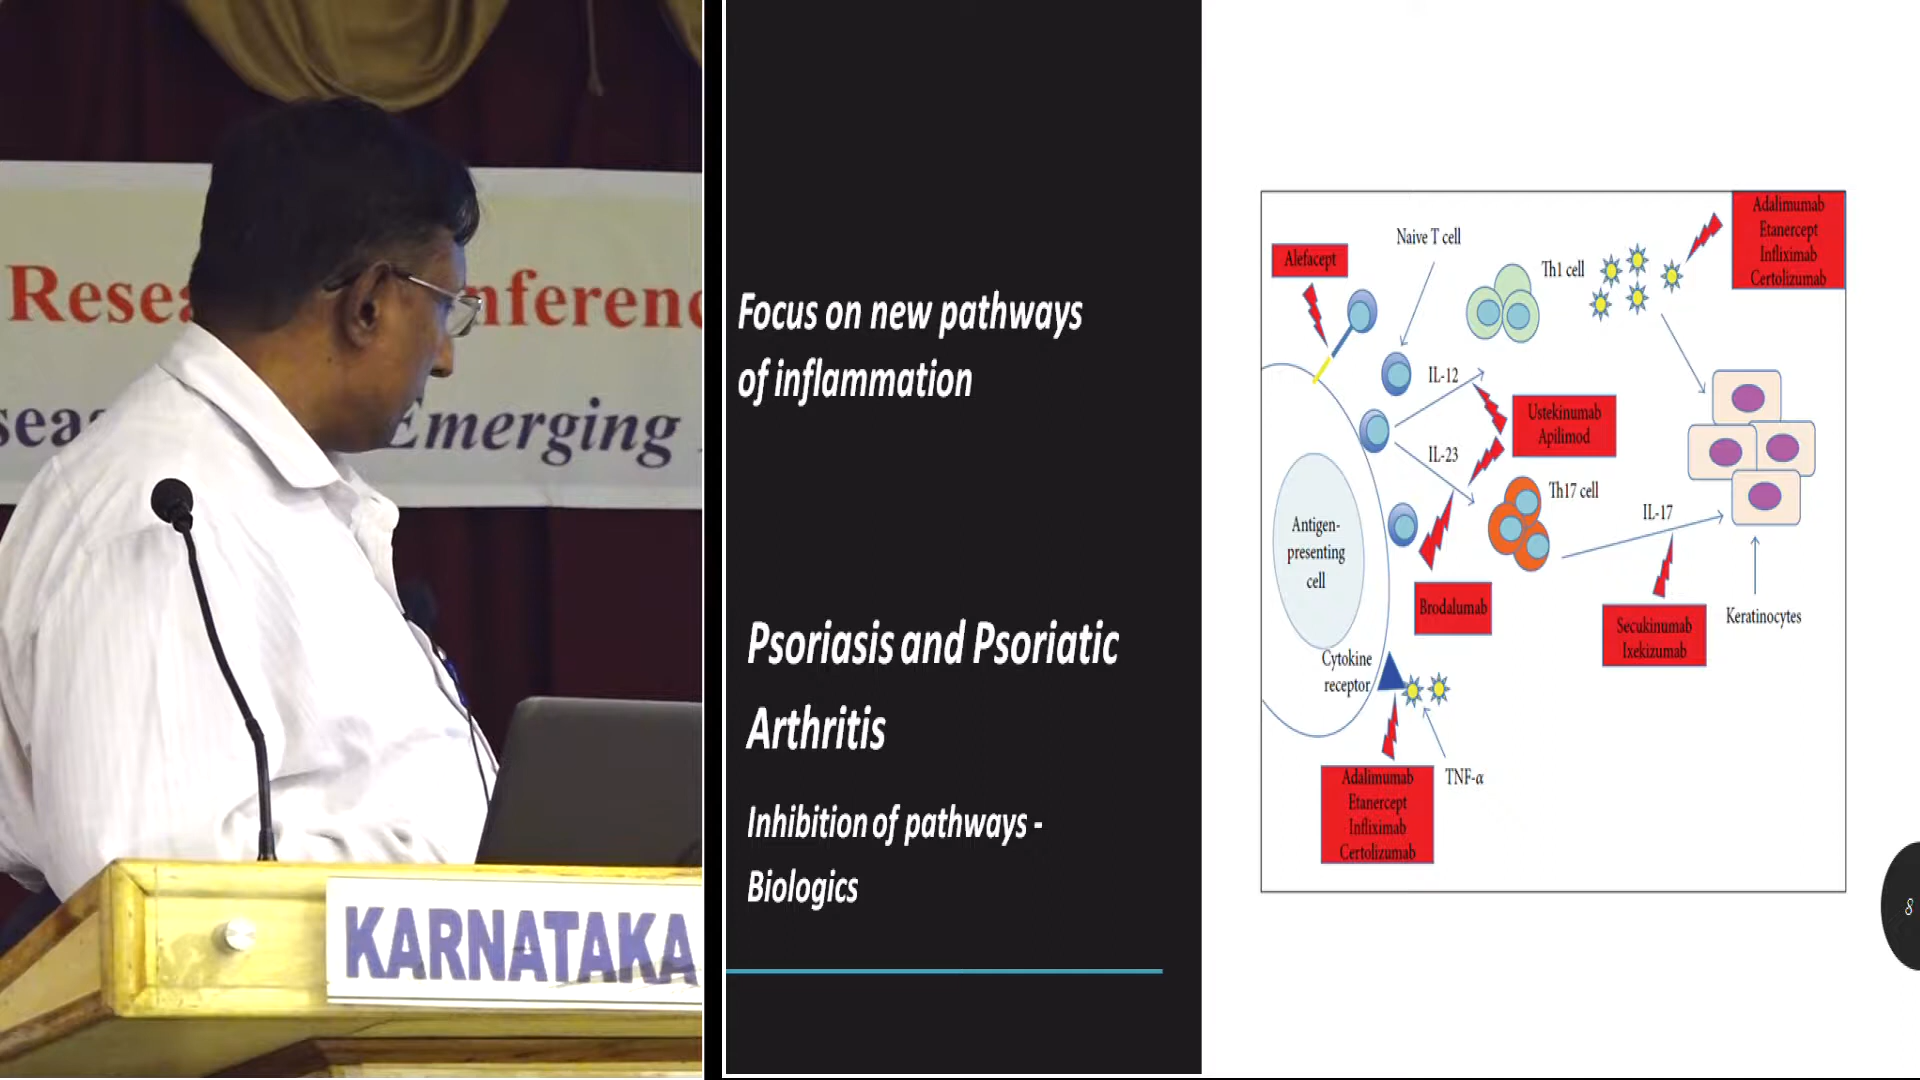 Resea
nferenc
sea
Emerging
KARNATAKA
Focus on new pathways
of inflammation
Psoriasis and Psoriatic
Arthritis
Inhibition of pathways -
Biologics
Alefacept
Naive T cell
Th1 cell
Adalimumab
Etanercept
Infliximab
Certolizumab
IL-12
Ustekinumab
Apilimod
IL-23
Th17 cell
IL-17
Antigen-
presenting
cell
Brodalumab
Secukinumab
Ixekizumab
Keratinocytes
Cytokine
receptor
TNF-α
Adalimumab
Etanercept
Infliximab
Certolizumab
8